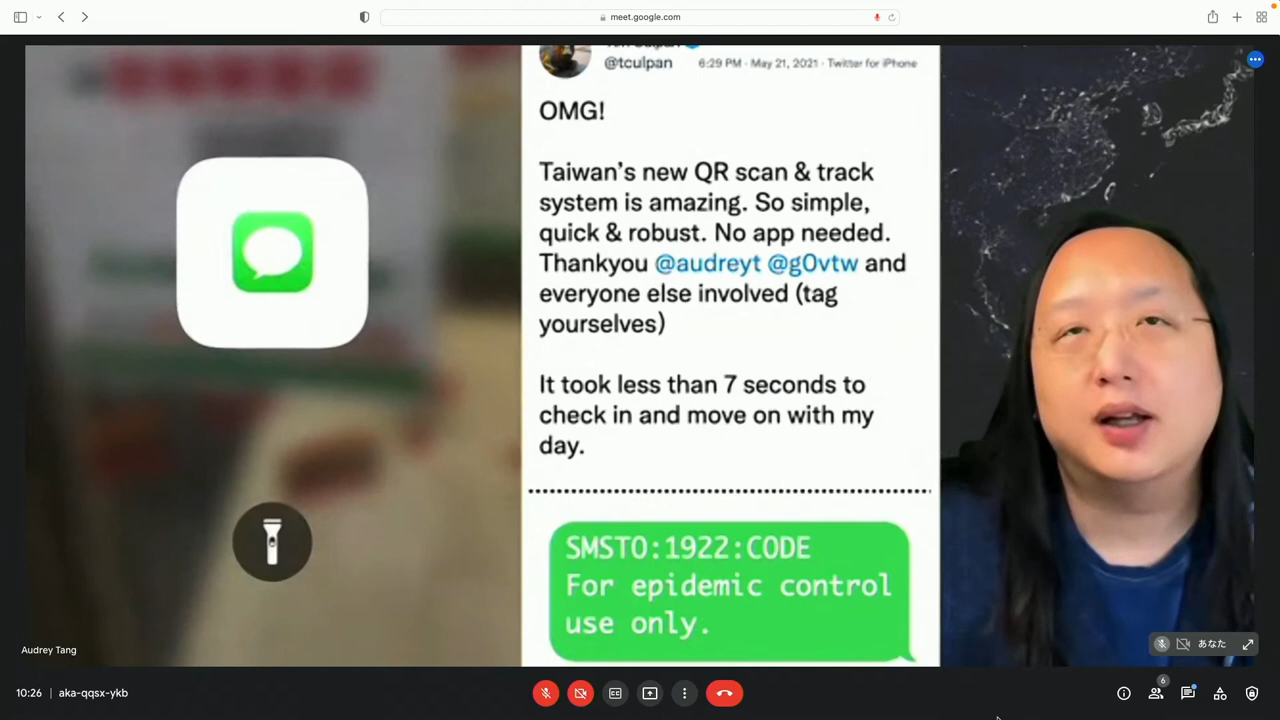 meet.google.com
@tculpan
6:29 PM · May 21, 2021 · Twitter for iPhone
OMG!
Taiwan's new QR scan & track
system is amazing. So simple,
quick & robust. No app needed.
Thankyou @audreyt @g0vtw and
everyone else involved (tag
yourselves)
It took less than 7 seconds to
check in and move on with my
day.
SMSTO:1922:CODE
For epidemic control
use only.
Audrey Tang
あなた
10:26 | aka-qqsx-ykb
6